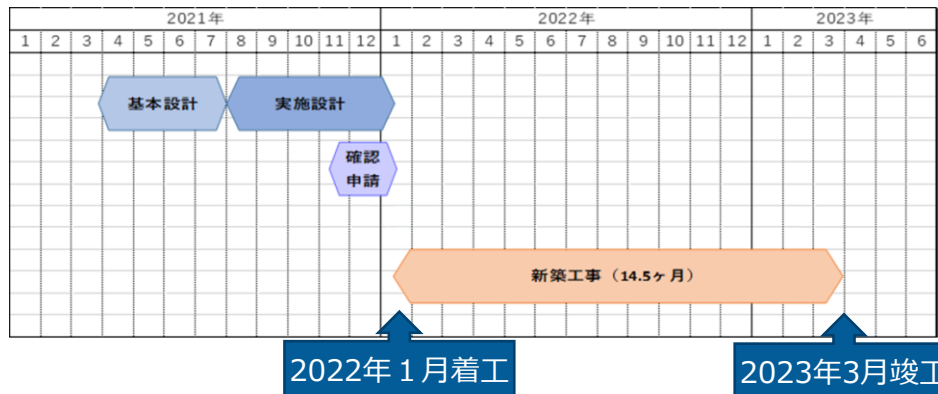 2021年 2022年 2023年
1 2 3 4 5 6 7 8 9 10 11 12 1 2 3 4 5 6 7 8 9 10 11 12 1 2 3 4 5 6
基本設計 実施設計
確認
申請
新築工事（14.5ヶ月）
2022年１月着工 2023年3月竣工